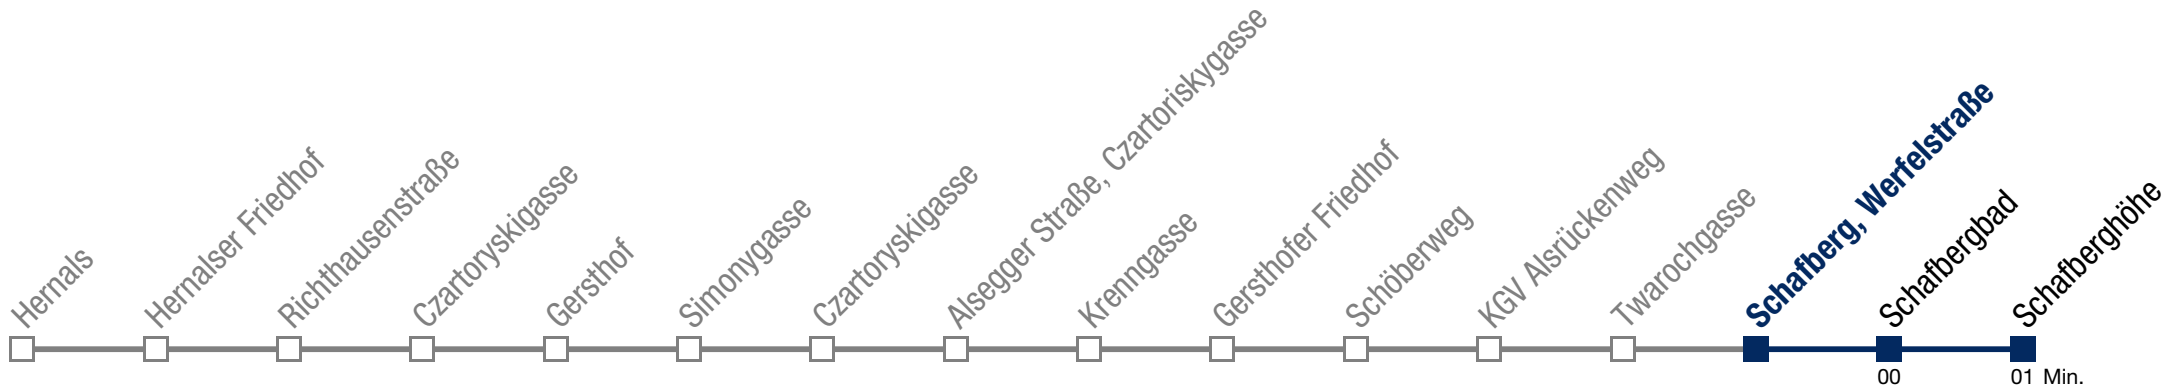 Hernals
Hernalser Friedhof
Richthausenstraße
Czartoryskigasse
Gersthof
Simonygasse
Czartoryskigasse
Alsegger Straße, Czartoriskygasse
Krenngasse
Gersthofer Friedhof
Schöberweg
KGV Alsrückenweg
Twarochgasse
Schafberg, Werfelstraße
Schafbergbad
Schafberghöhe
00 01 Min.